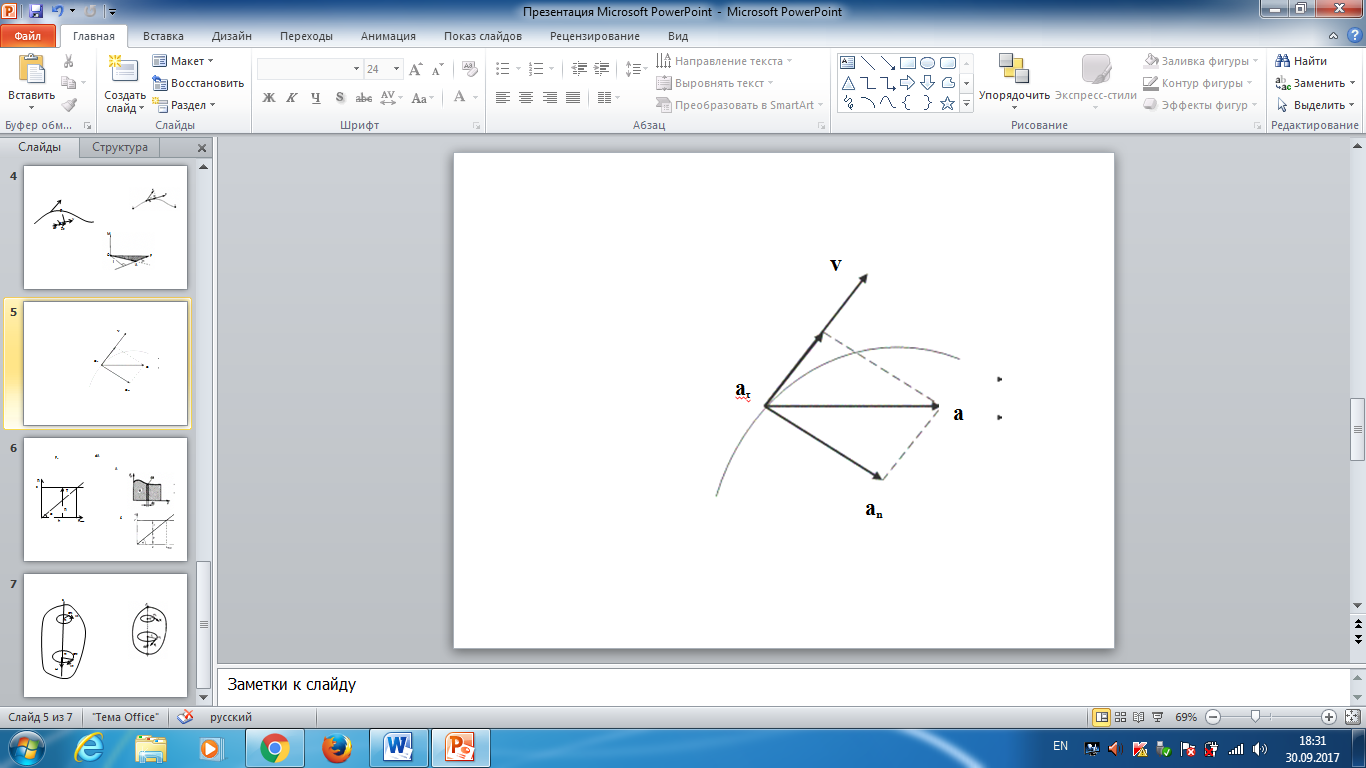 Презентация Microsoft PowerPoint - Microsoft PowerPoint
Файл Главная Вставка Дизайн Переходы Анимация Показ слайдов Рецензирование Вид
Вставить
Буфер обм...
Создать слайд
Макет
Восстановить
Раздел
Слайды
24
Ж К Ч S abc AV Aa A
Шрифт
Направление текста
Выровнять текст
Преобразовать в SmartArt
Абзац
Упорядочить
Экспресс-стили
Заливка фигуры
Контур фигуры
Эффекты фигур
Рисование
Найти
Заменить
Выделить
Редактирование
Слайды Структура
4
5
6
7
v
aτ
a
an
Заметки к слайду
Слайд 5 из 7 "Тема Office" русский 69%
EN 18:31
30.09.2017